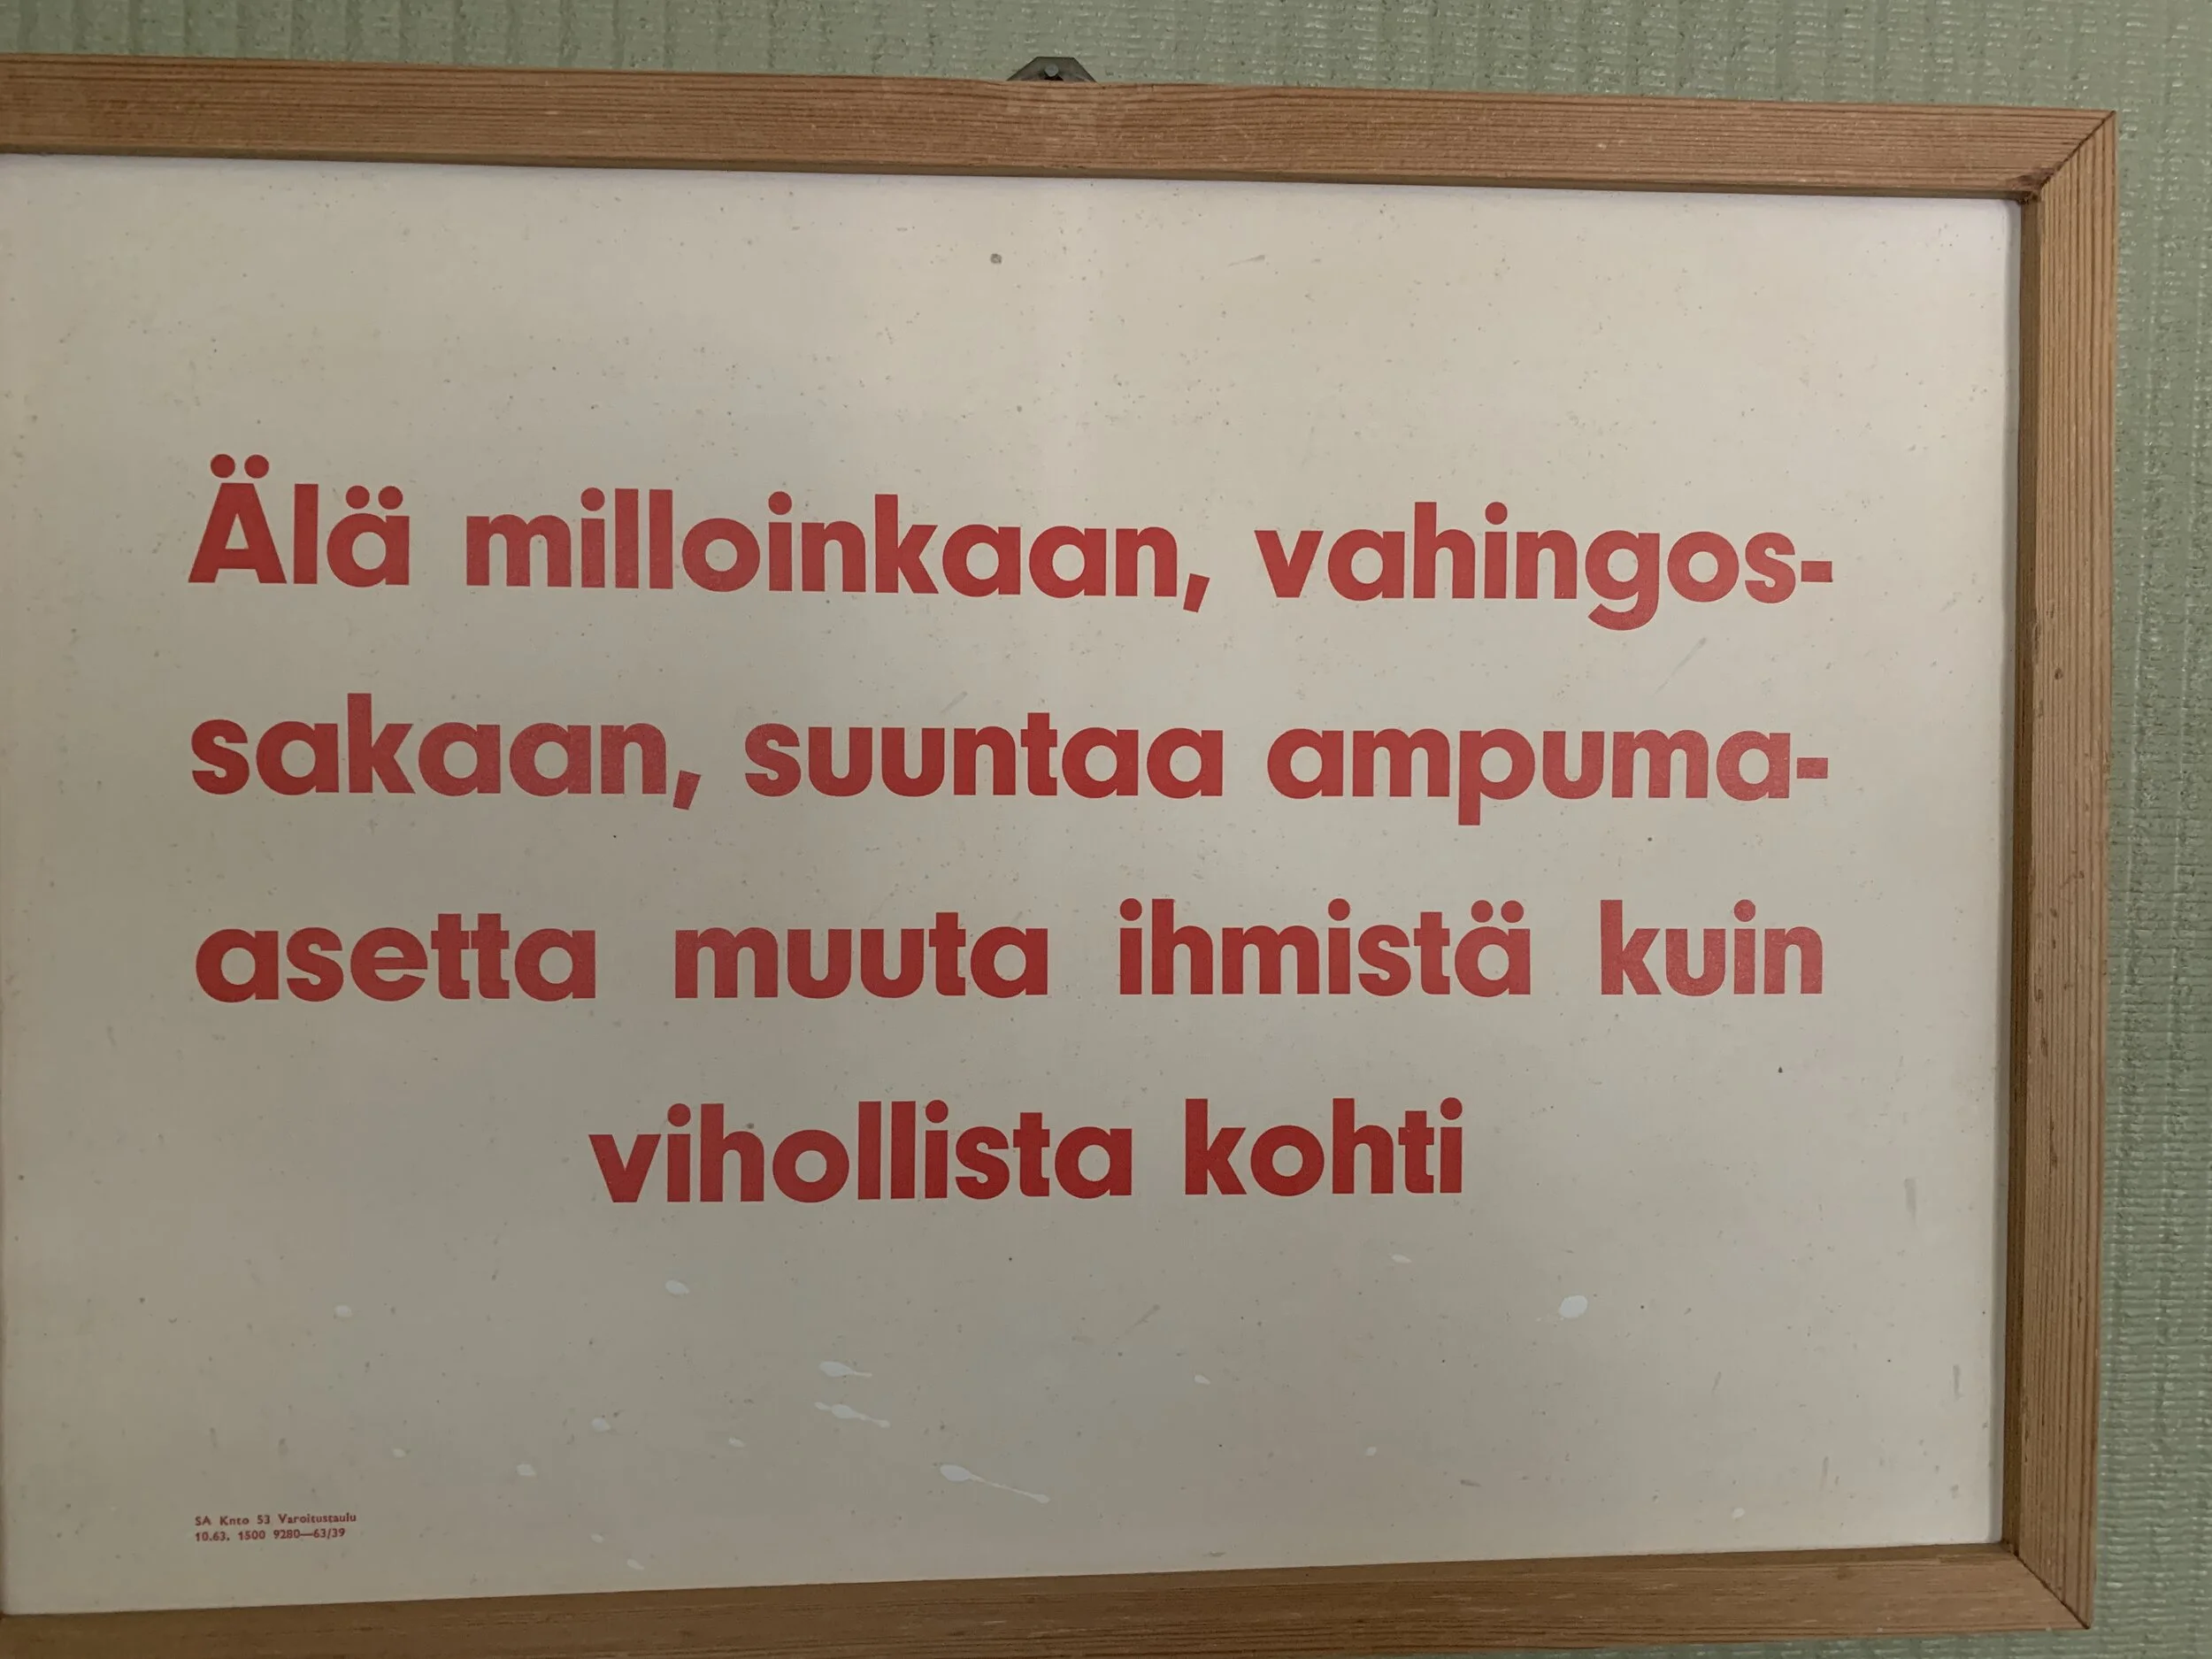 Älä milloinkaan, vahingos-
sakaan, suuntaa ampuma-
asetta muuta ihmistä kuin
vihollista kohti
SA Knto 53 Varoitustaulu
10.63. 1500 9280—63/39